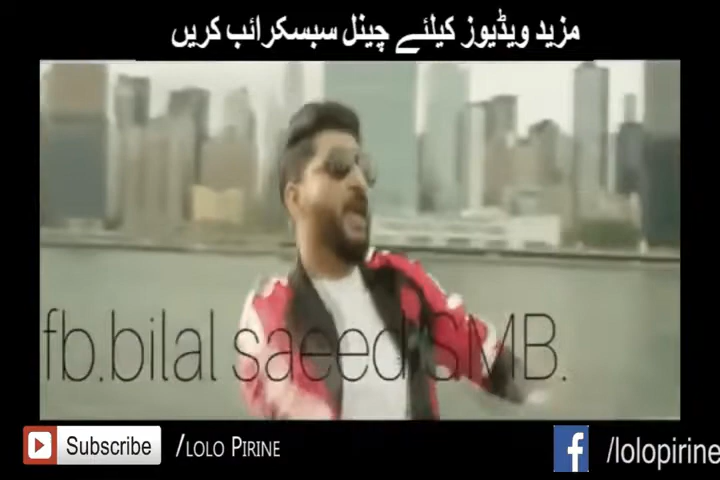 مزید ویڈیوز کیلئے چینل سبسکرائب کریں
fb.bilal saeed SMB.
Subscribe /LOLO PIRINE
f /lolopirine